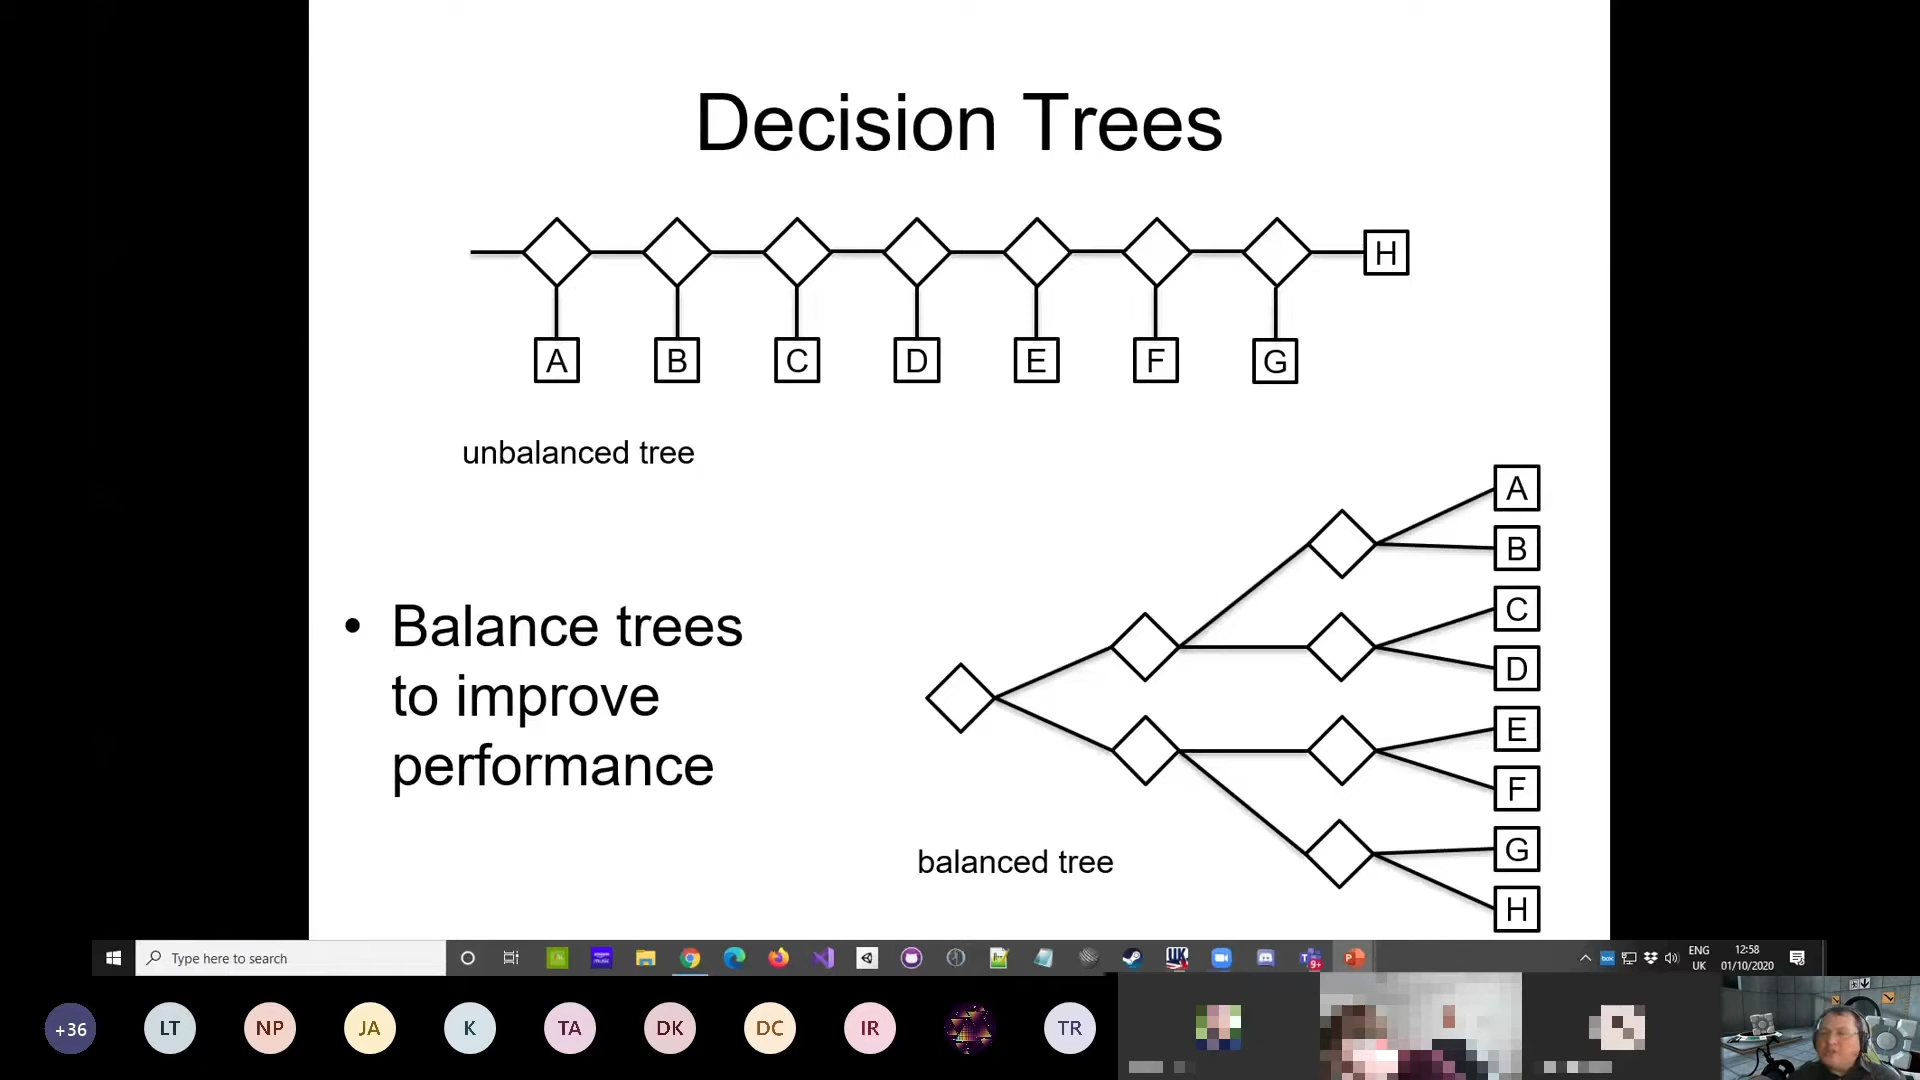 Decision Trees
H
A B C D E F G
unbalanced tree
A
B
C
D
E
F
G
H
• Balance trees
to improve
performance
balanced tree
Type here to search
ENG
UK
12:58
01/10/2020
+36 LT NP JA K TA DK DC IR TR